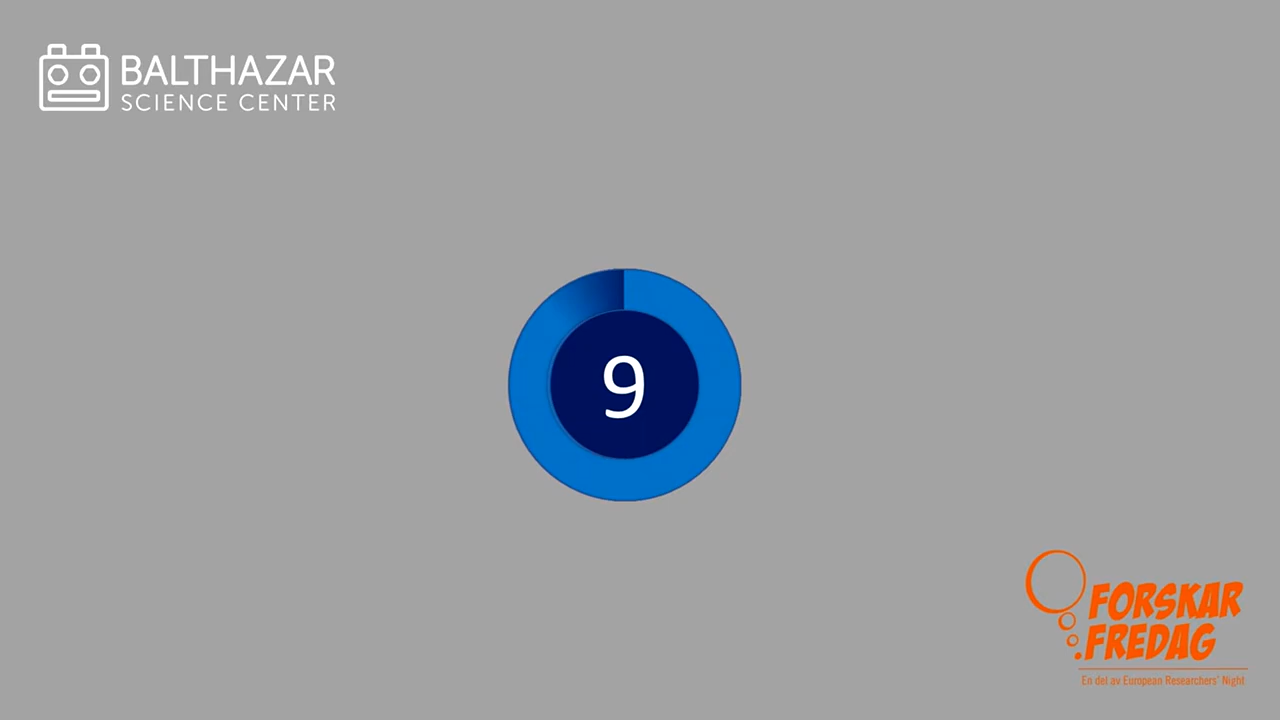 BALTHAZAR
SCIENCE CENTER
9
FORSKAR
FREDAG
En del av European Researchers' Night